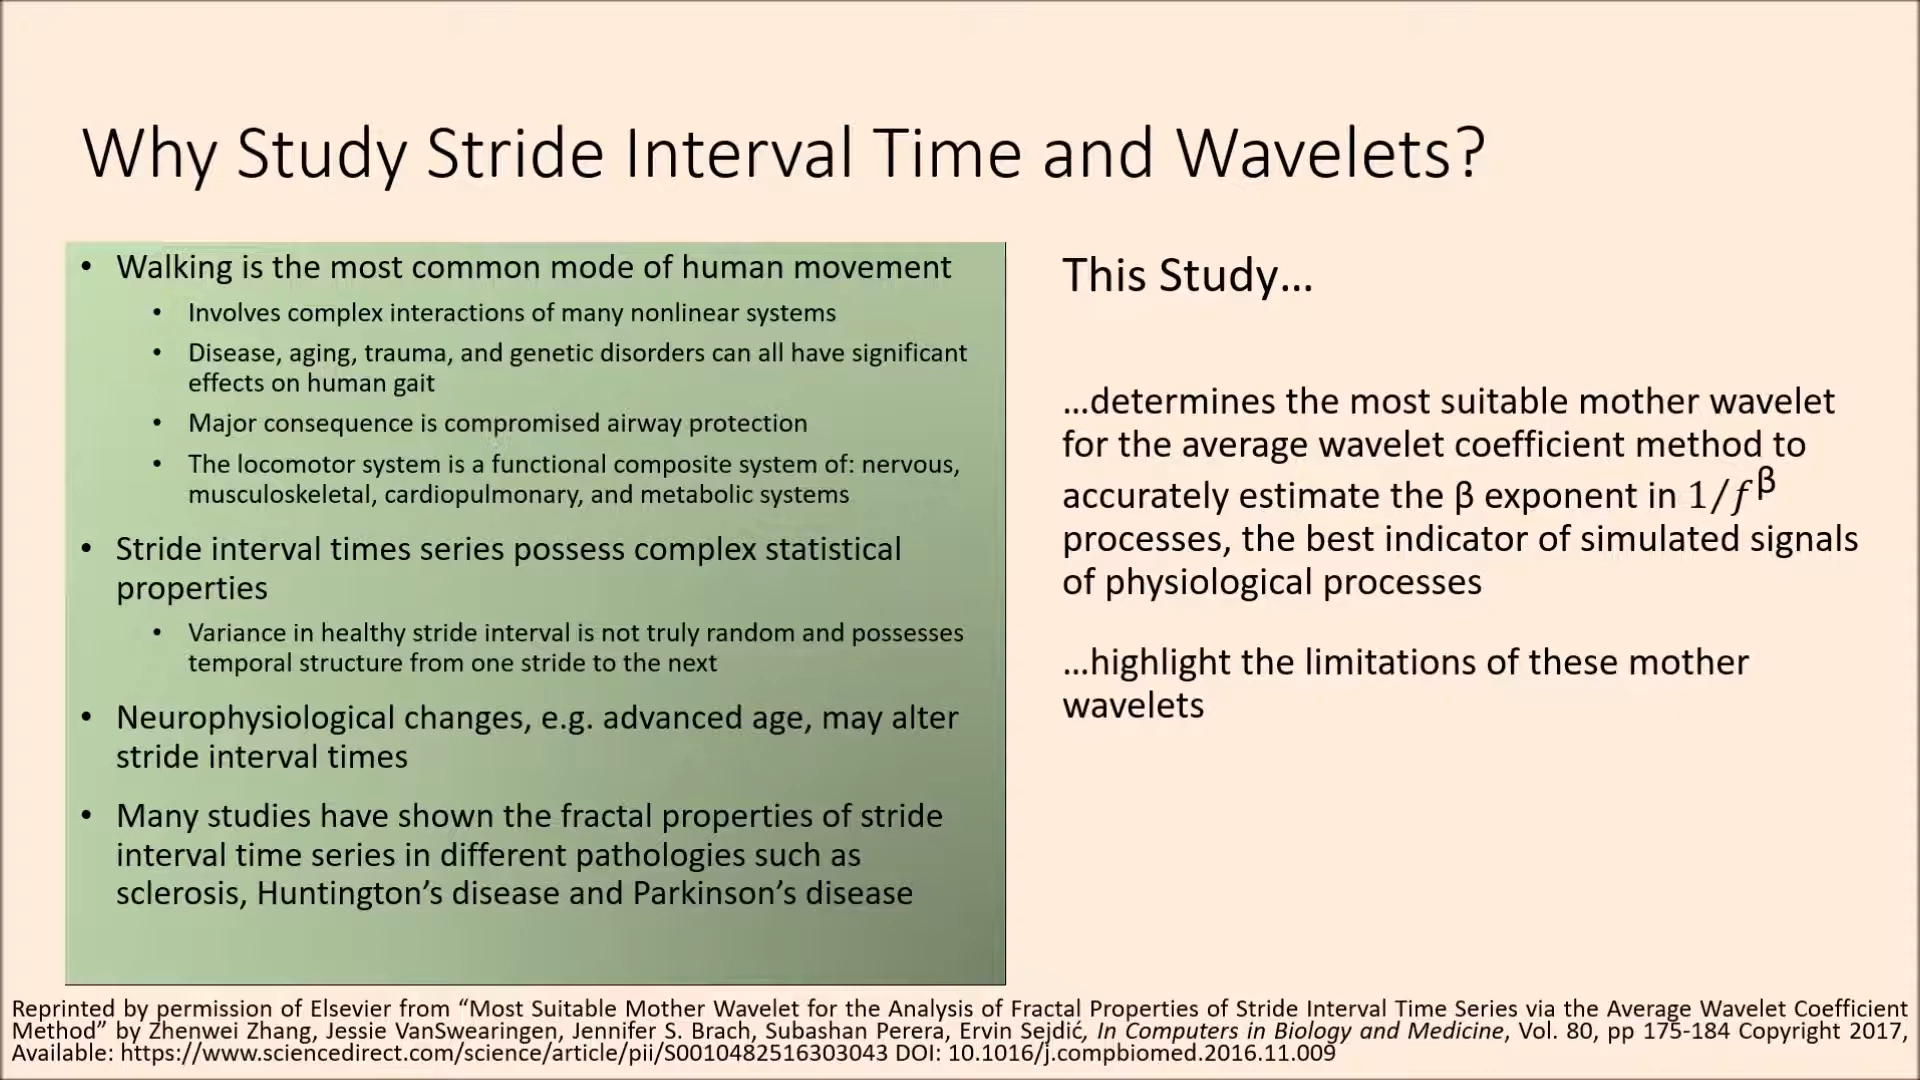 Why Study Stride Interval Time and Wavelets?
• Walking is the most common mode of human movement
• Involves complex interactions of many nonlinear systems
• Disease, aging, trauma, and genetic disorders can all have significant
effects on human gait
• Major consequence is compromised airway protection
• The locomotor system is a functional composite system of: nervous,
musculoskeletal, cardiopulmonary, and metabolic systems
• Stride interval times series possess complex statistical
properties
• Variance in healthy stride interval is not truly random and possesses
temporal structure from one stride to the next
• Neurophysiological changes, e.g. advanced age, may alter
stride interval times
• Many studies have shown the fractal properties of stride
interval time series in different pathologies such as
sclerosis, Huntington’s disease and Parkinson’s disease
This Study…
…determines the most suitable mother wavelet
for the average wavelet coefficient method to
accurately estimate the β exponent in 1/f^β
processes, the best indicator of simulated signals
of physiological processes
…highlight the limitations of these mother
wavelets
Reprinted by permission of Elsevier from “Most Suitable Mother Wavelet for the Analysis of Fractal Properties of Stride Interval Time Series via the Average Wavelet Coefficient
Method” by Zhenwei Zhang, Jessie VanSwearingen, Jennifer S. Brach, Subashan Perera, Ervin Sejdić, In Computers in Biology and Medicine, Vol. 80, pp 175-184 Copyright 2017,
Available: https://www.sciencedirect.com/science/article/pii/S0010482516303043 DOI: 10.1016/j.compbiomed.2016.11.009